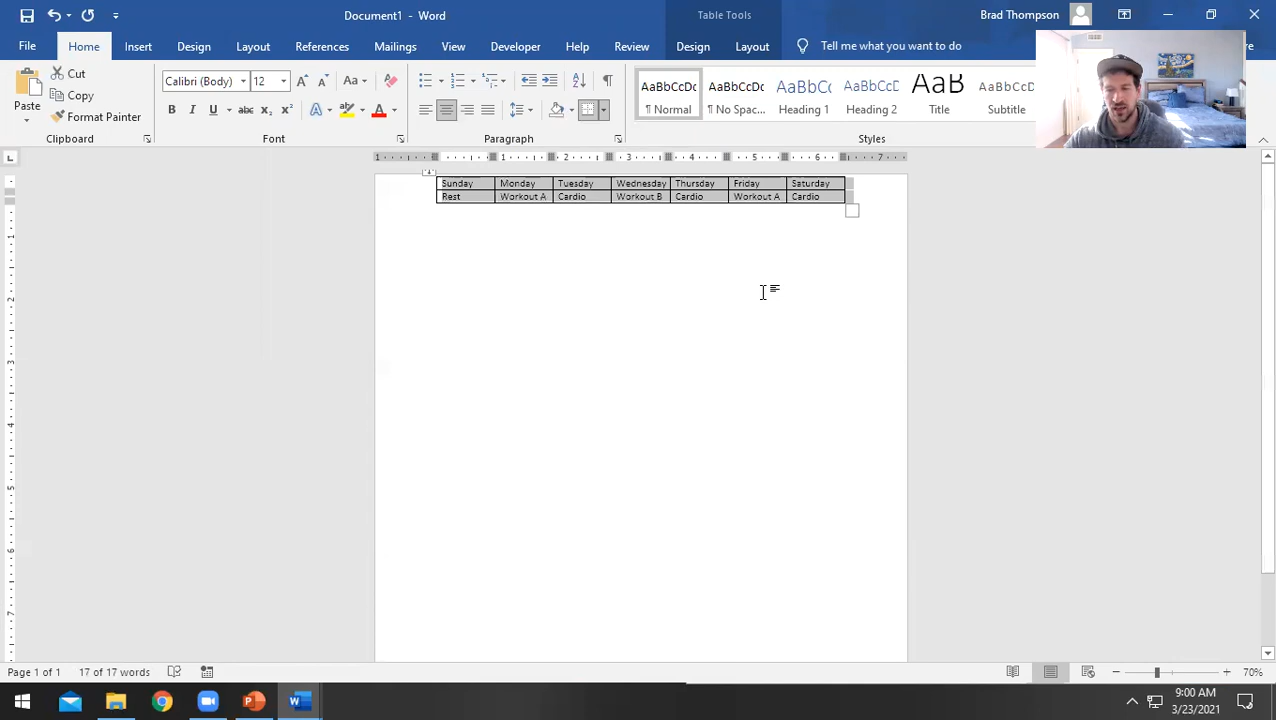 Document1 - Word
Table Tools
Brad Thompson
File Home Insert Design Layout References Mailings View Developer Help Review Design Layout Tell me what you want to do
Paste
Cut
Copy
Format Painter
Clipboard
Calibri (Body) 12
Font
Paragraph
AaBbCcDc AaBbCcDc AaBbCc AaBbCcC AaB AaBbCcD
¶ Normal ¶ No Spac... Heading 1 Heading 2 Title Subtitle
Styles
Sunday Monday Tuesday Wednesday Thursday Friday Saturday
Rest Workout A Cardio Workout B Cardio Workout A Cardio
Page 1 of 1 17 of 17 words 70%
9:00 AM
3/23/2021